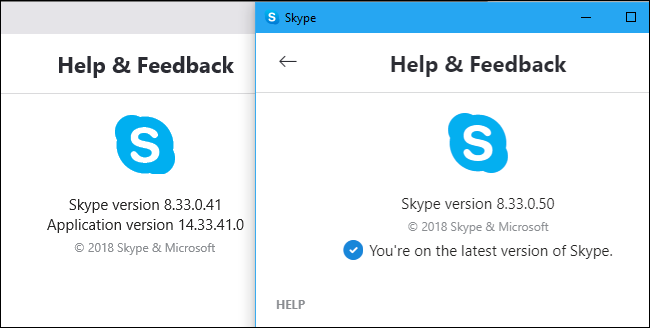 Help & Feedback
S
Skype version 8.33.0.41
Application version 14.33.41.0
© 2018 Skype & Microsoft
Skype
Help & Feedback
S
Skype version 8.33.0.50
© 2018 Skype & Microsoft
You're on the latest version of Skype.
HELP